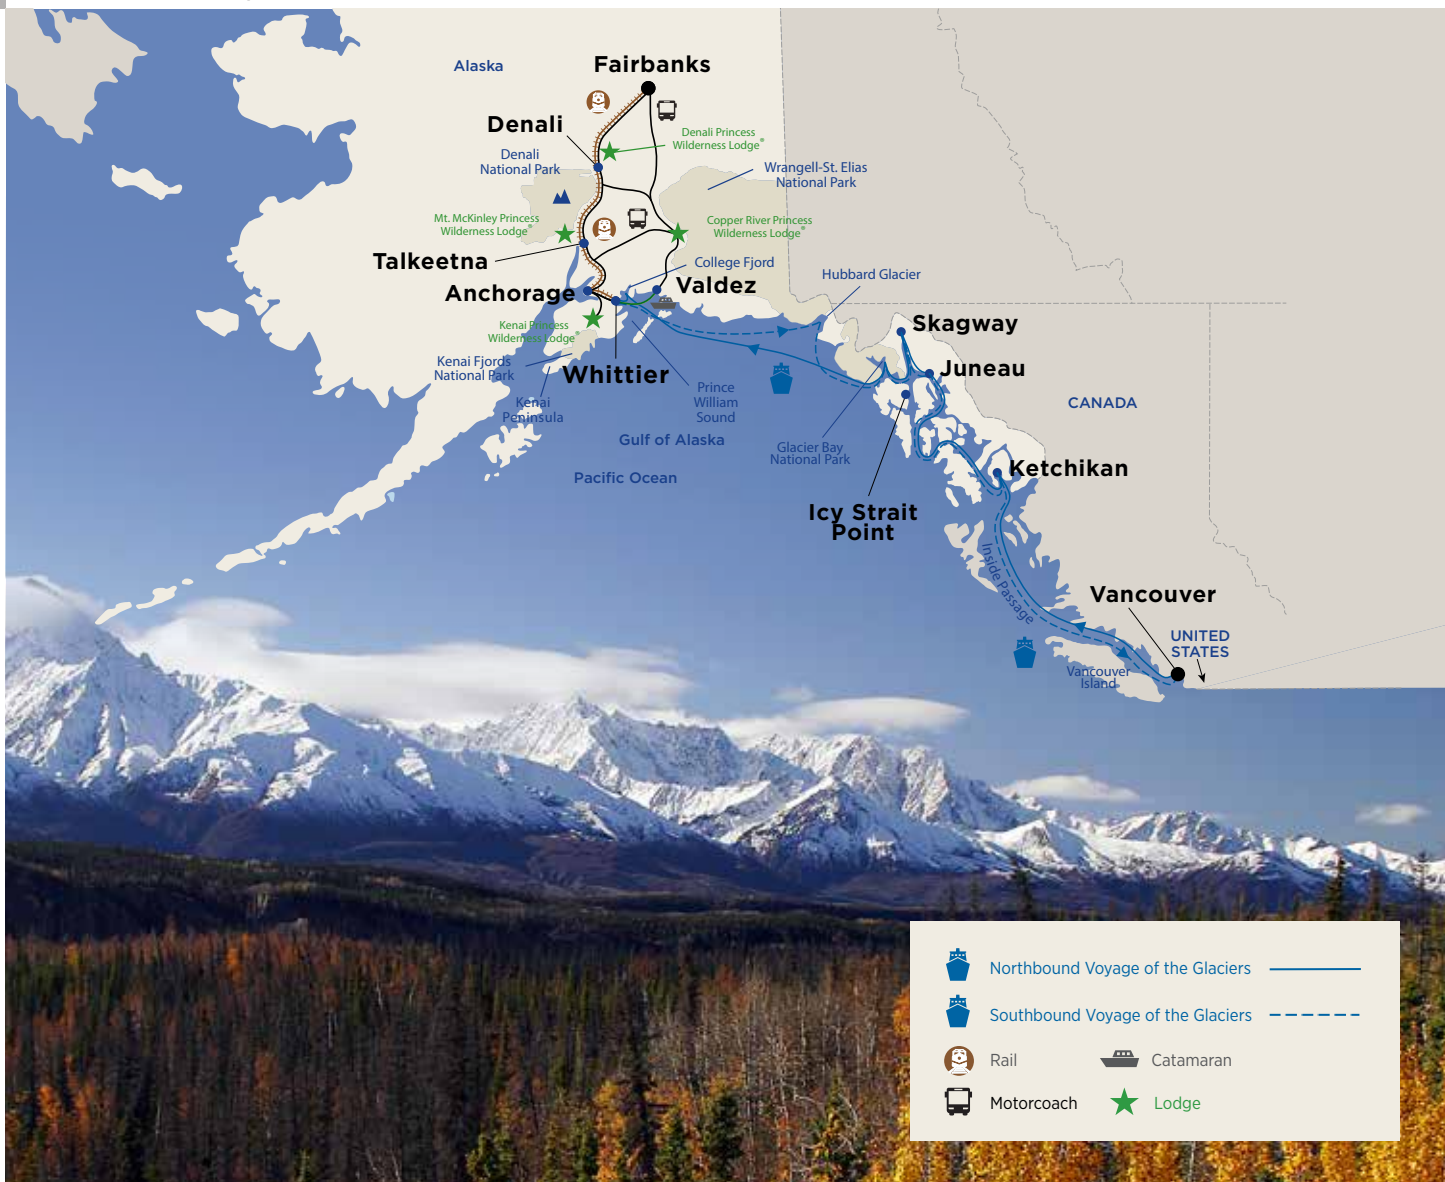 Alaska
Fairbanks
Denali
Denali Princess
Wilderness Lodge®
Denali
National Park
Wrangell-St. Elias
National Park
Mt. McKinley Princess
Wilderness Lodge®
Copper River Princess
Wilderness Lodge®
Talkeetna
College Fjord
Hubbard Glacier
Anchorage
Valdez
Kenai Princess
Wilderness Lodge®
Skagway
Kenai Fjords
National Park
Whittier
Juneau
Prince
William
Sound
Kenai
Peninsula
CANADA
Gulf of Alaska
Glacier Bay
National Park
Ketchikan
Pacific Ocean
Icy Strait
Point
Inside Passage
Vancouver
UNITED
STATES
Vancouver
Island
Northbound Voyage of the Glaciers
Southbound Voyage of the Glaciers
Rail
Catamaran
Motorcoach
Lodge